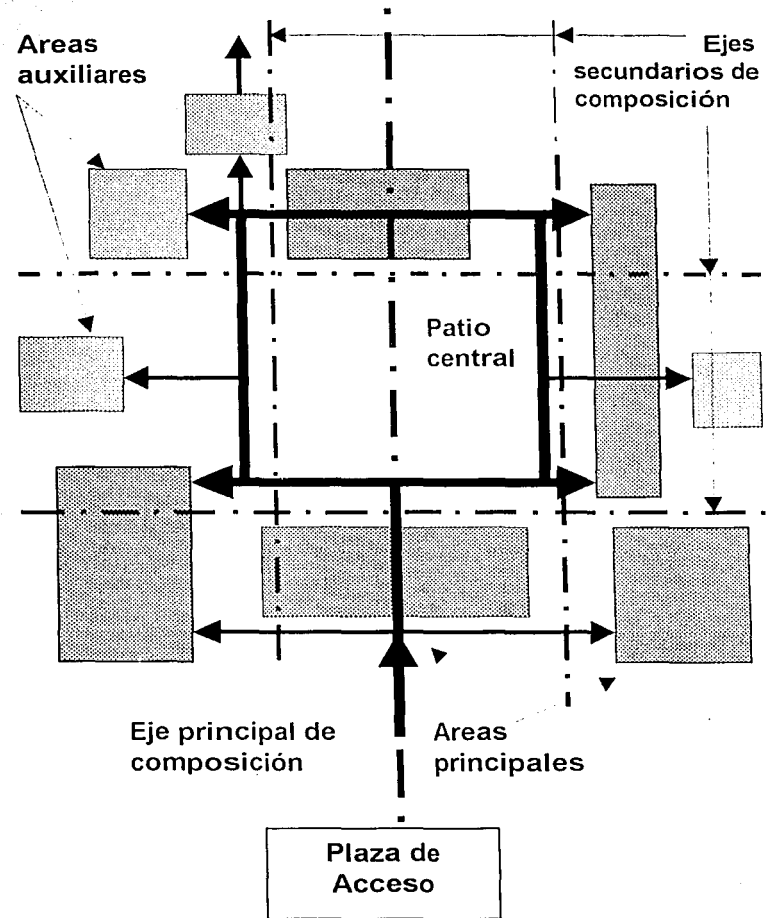 Areas
auxiliares
Ejes
secundarios de
composición
Patio
central
Eje principal de
composición
Areas
principales
Plaza de
Acceso